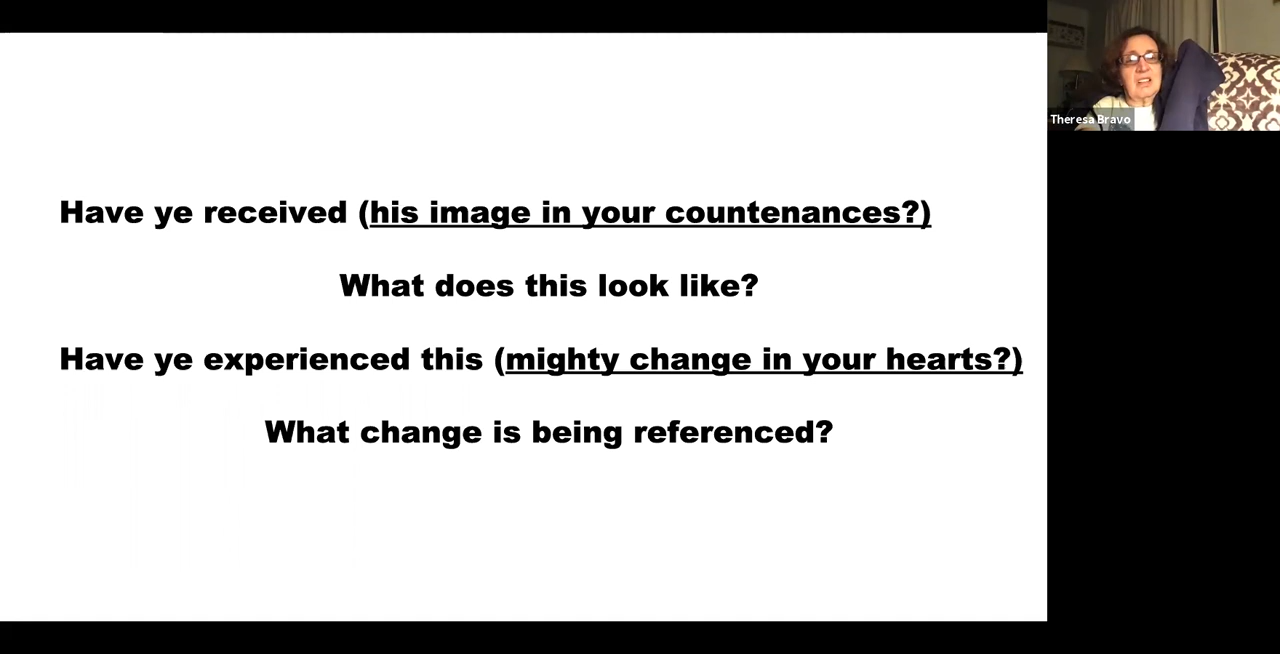 Have ye received (his image in your countenances?)
What does this look like?
Have ye experienced this (mighty change in your hearts?)
What change is being referenced?
Theresa Bravo